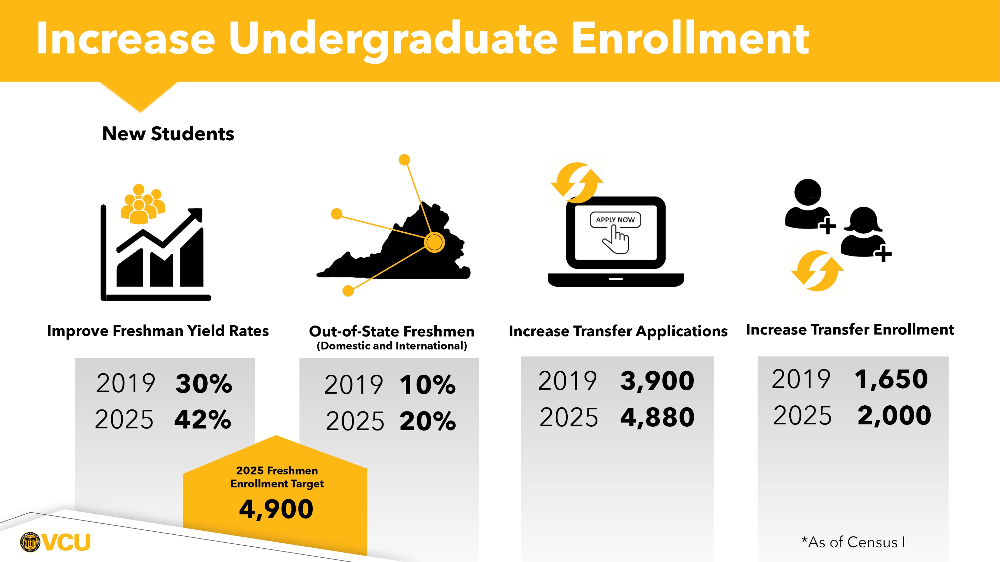 Increase Undergraduate Enrollment
New Students
APPLY NOW
Improve Freshman Yield Rates
2019 30%
2025 42%
Out-of-State Freshmen
(Domestic and International)
2019 10%
2025 20%
2025 Freshmen
Enrollment Target
4,900
Increase Transfer Applications
2019 3,900
2025 4,880
Increase Transfer Enrollment
2019 1,650
2025 2,000
*As of Census I
VCU